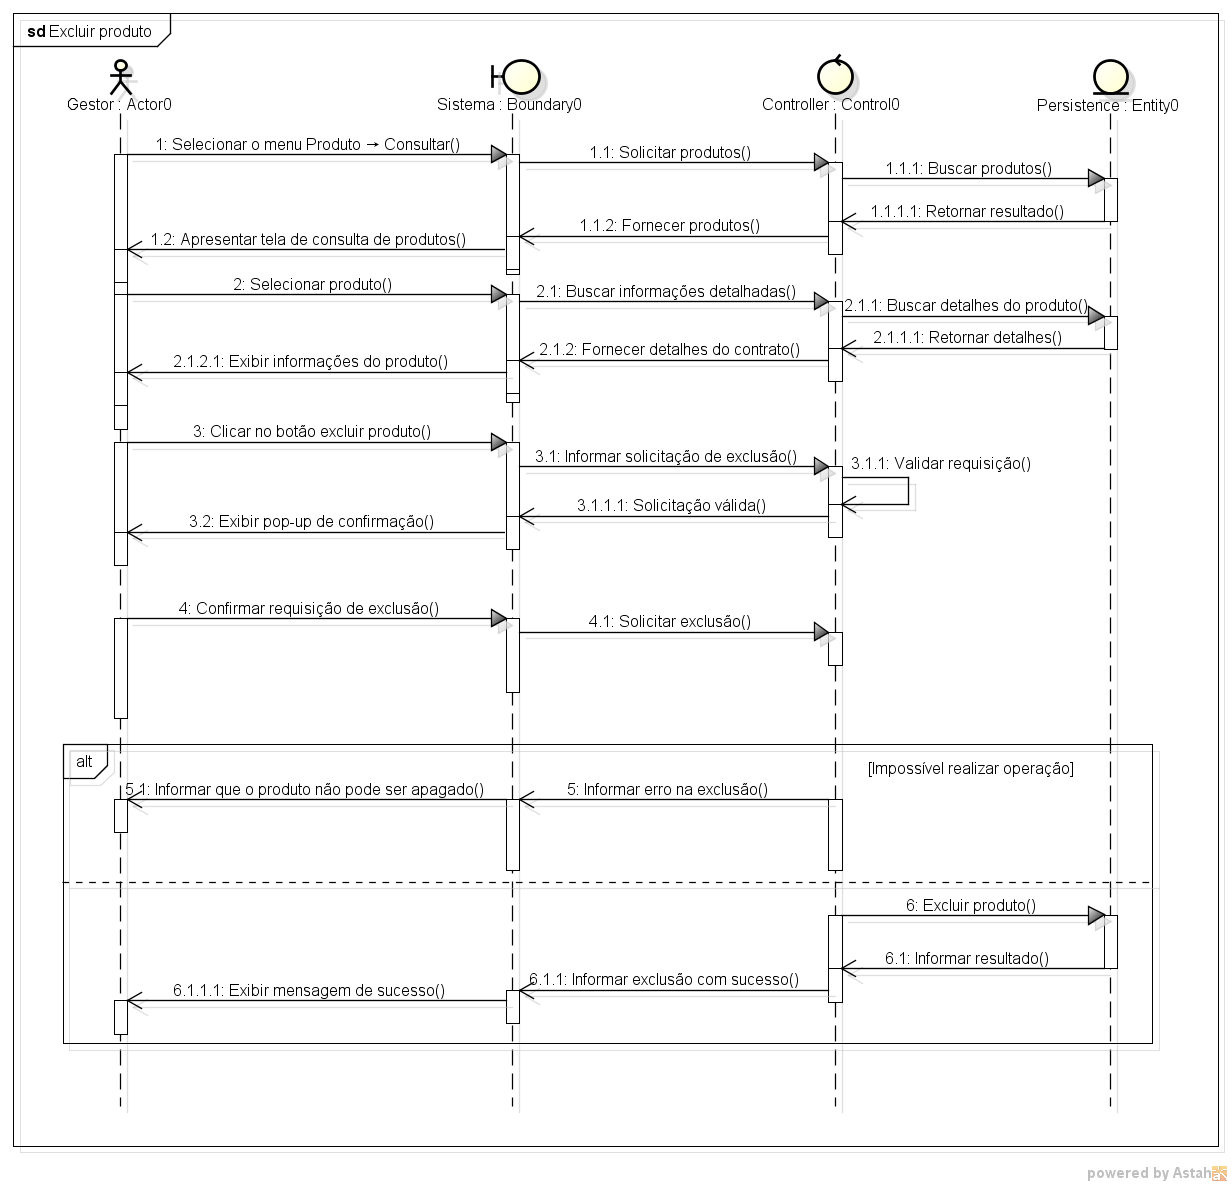 sd Excluir produto
Gestor : Actor0
Sistema : Boundary0
Controller : Control0
Persistence : Entity0
1: Selecionar o menu Produto → Consultar()
1.1: Solicitar produtos()
1.1.1: Buscar produtos()
1.1.1.1: Retornar resultado()
1.1.2: Fornecer produtos()
1.2: Apresentar tela de consulta de produtos()
2: Selecionar produto()
2.1: Buscar informações detalhadas()
2.1.1: Buscar detalhes do produto()
2.1.1.1: Retornar detalhes()
2.1.2: Fornecer detalhes do contrato()
2.1.2.1: Exibir informações do produto()
3: Clicar no botão excluir produto()
3.1: Informar solicitação de exclusão()
3.1.1: Validar requisição()
3.1.1.1: Solicitação válida()
3.2: Exibir pop-up de confirmação()
4: Confirmar requisição de exclusão()
4.1: Solicitar exclusão()
alt
[Impossível realizar operação]
5.1: Informar que o produto não pode ser apagado()
5: Informar erro na exclusão()
6: Excluir produto()
6.1: Informar resultado()
6.1.1: Informar exclusão com sucesso()
6.1.1.1: Exibir mensagem de sucesso()
powered by Astah